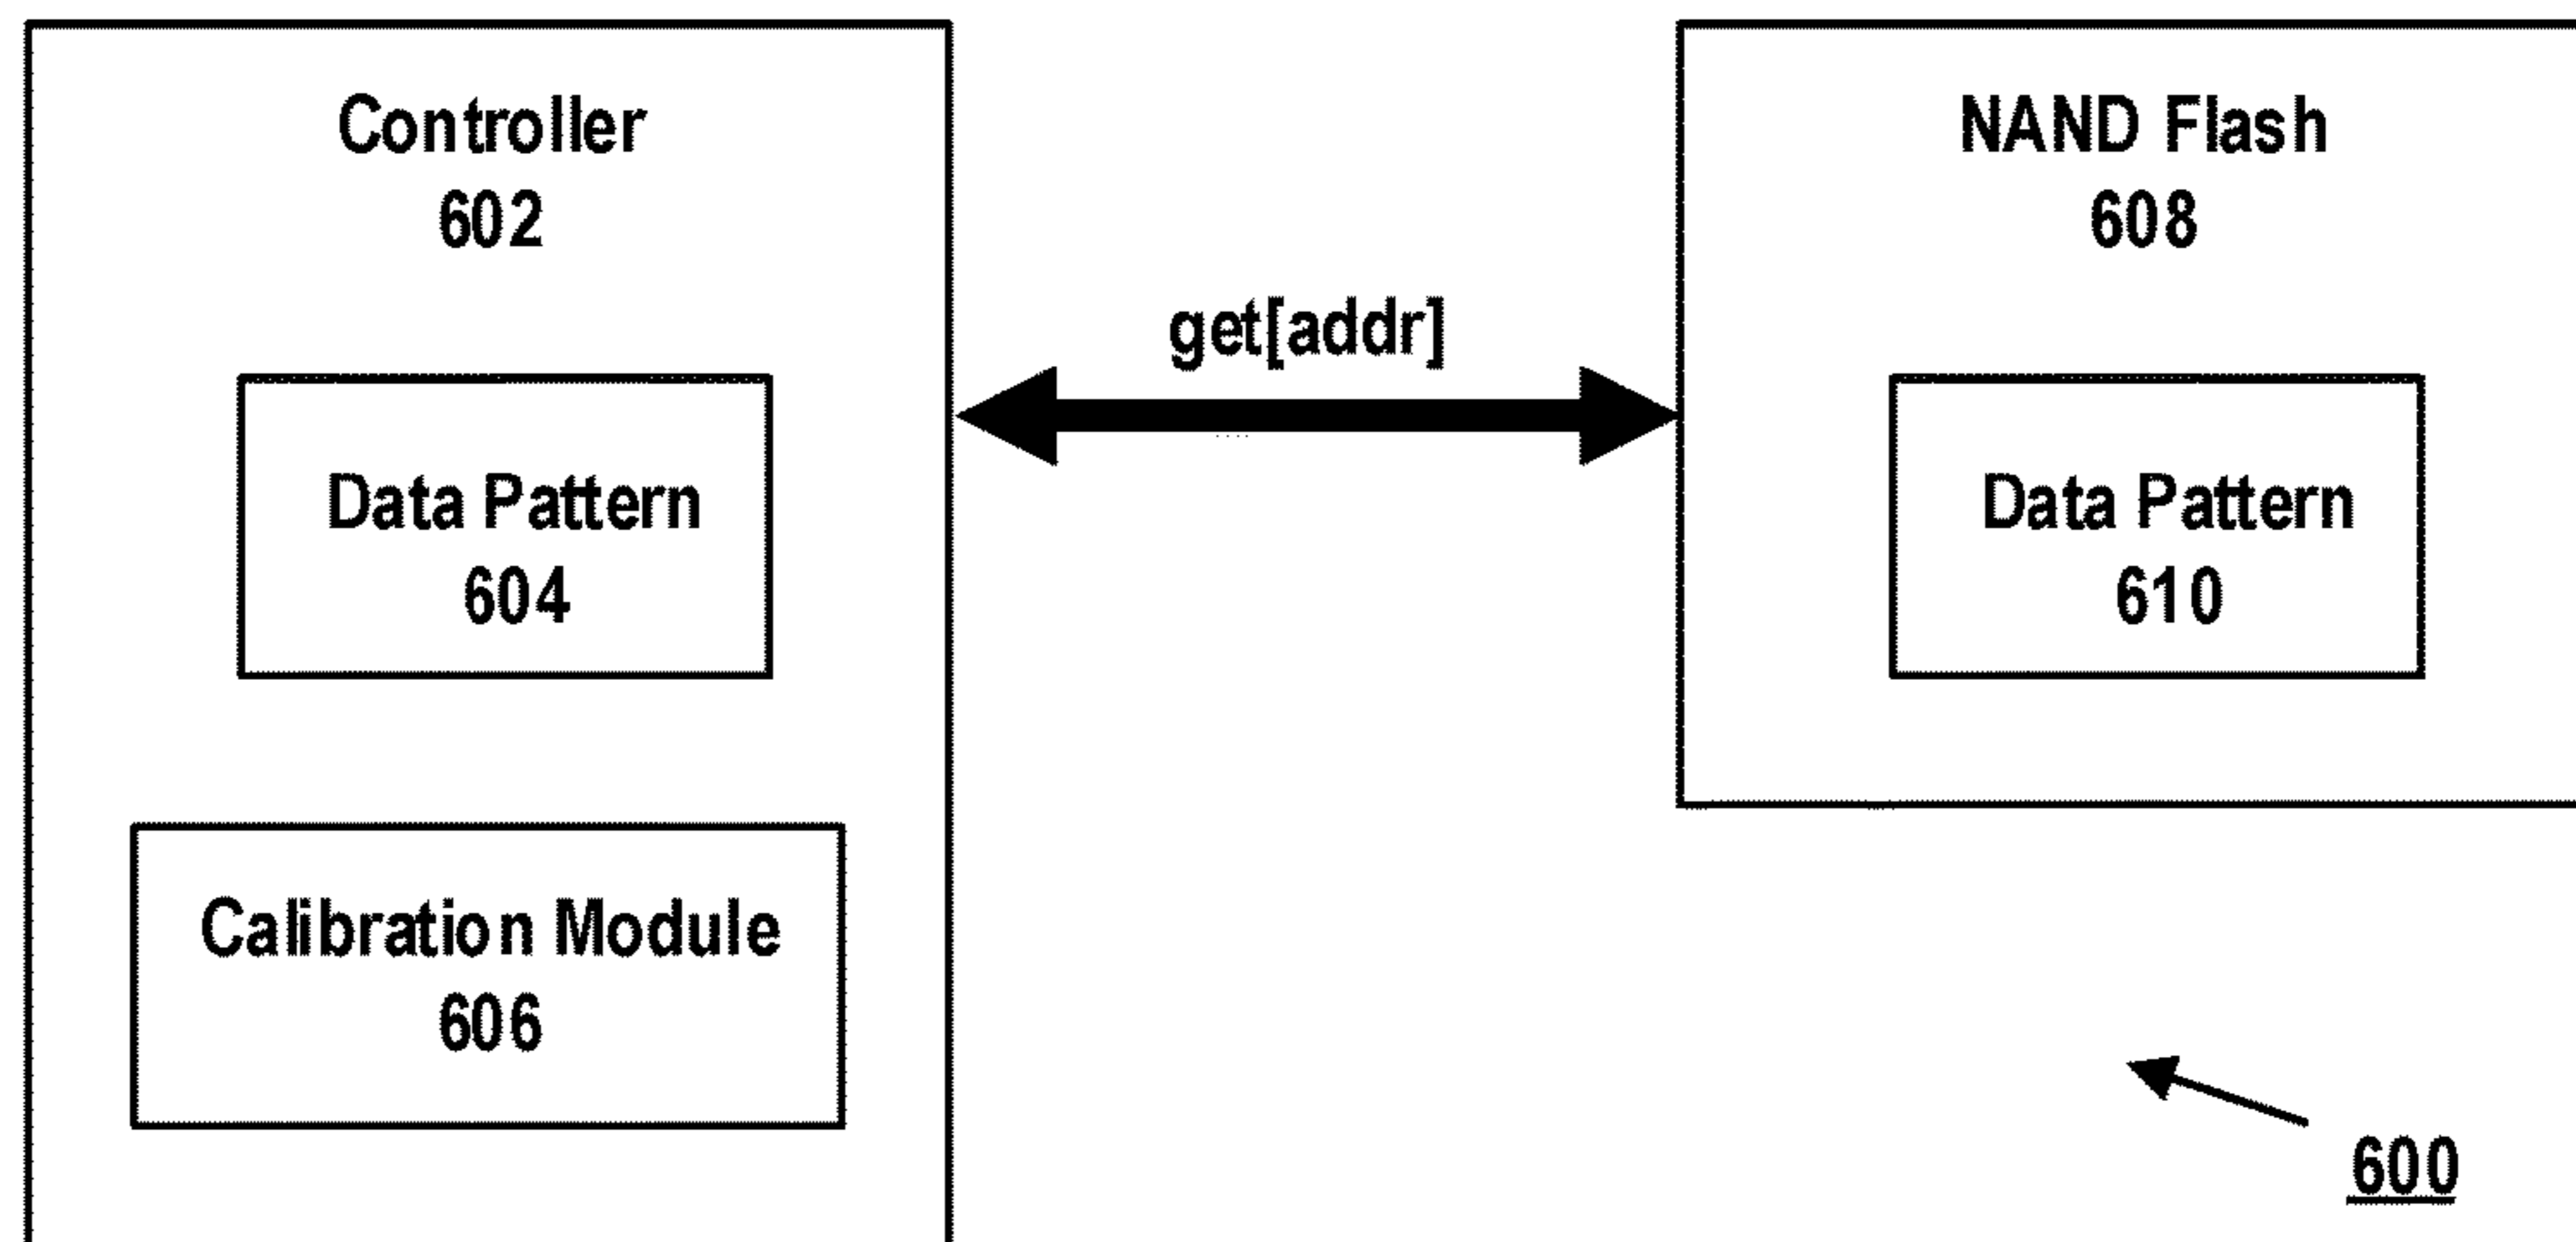 Controller
602
Data Pattern
604
Calibration Module
606
get[addr]
NAND Flash
608
Data Pattern
610
600